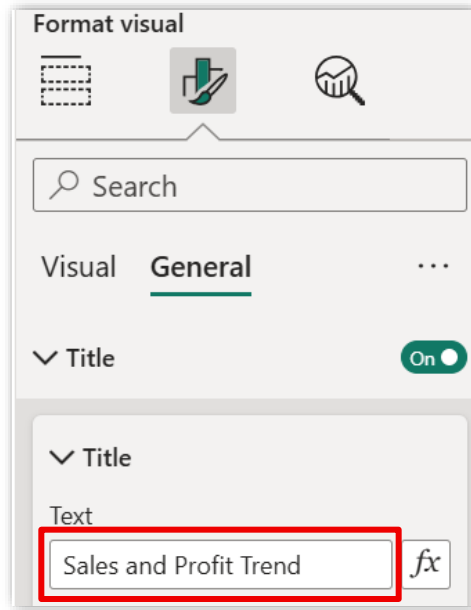 Format visual
Search
Visual General ...
Title On
Title
Text
Sales and Profit Trend fx